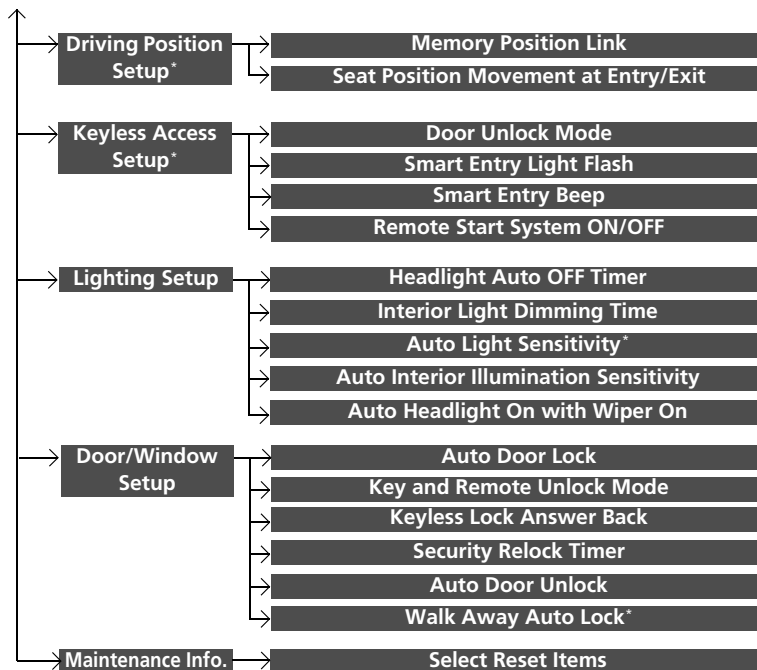 Driving Position
Setup*
Memory Position Link
Seat Position Movement at Entry/Exit
Keyless Access
Setup*
Door Unlock Mode
Smart Entry Light Flash
Smart Entry Beep
Remote Start System ON/OFF
Lighting Setup
Headlight Auto OFF Timer
Interior Light Dimming Time
Auto Light Sensitivity*
Auto Interior Illumination Sensitivity
Auto Headlight On with Wiper On
Door/Window
Setup
Auto Door Lock
Key and Remote Unlock Mode
Keyless Lock Answer Back
Security Relock Timer
Auto Door Unlock
Walk Away Auto Lock*
Maintenance Info.
Select Reset Items